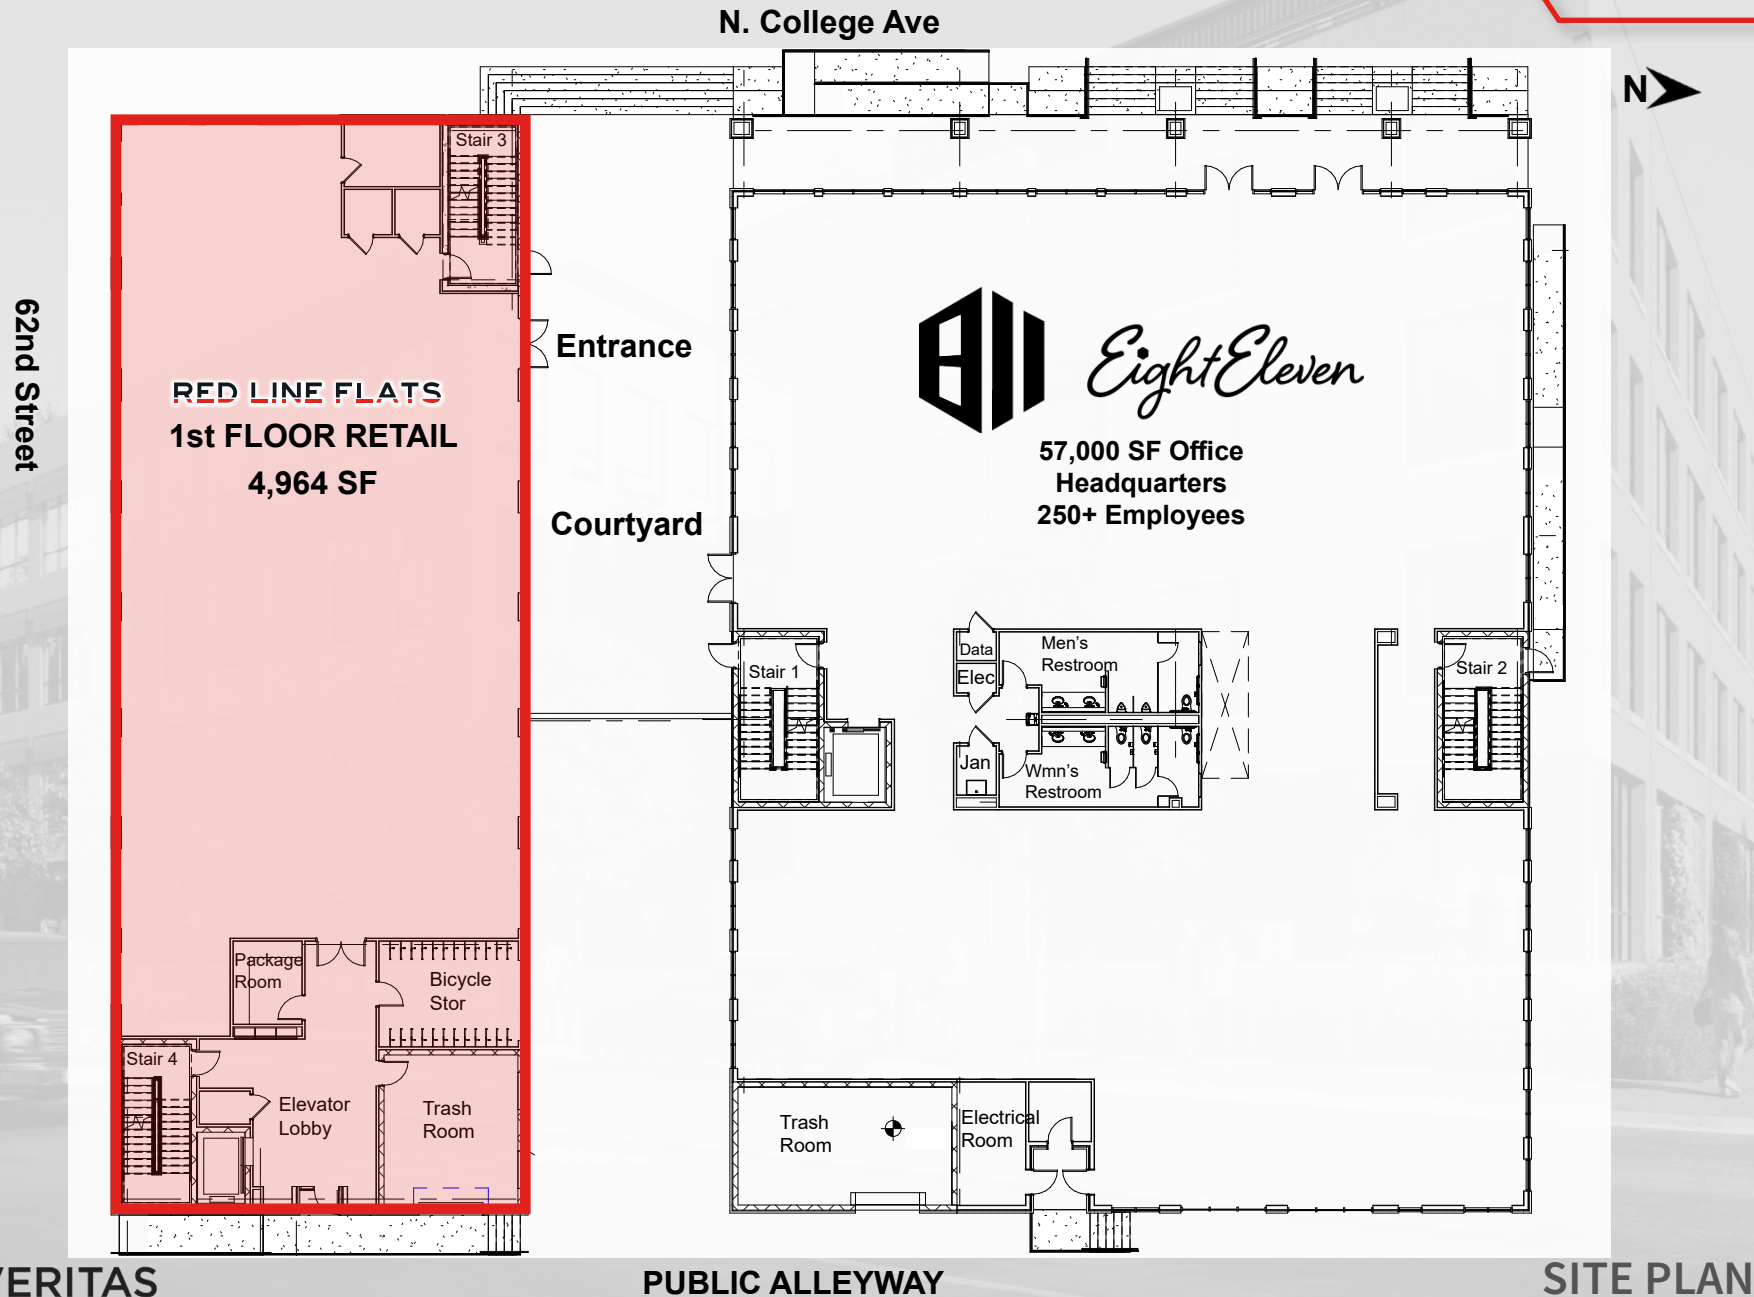 N. College Ave
N
62nd Street
Stair 3
Entrance
RED LINE FLATS
1st FLOOR RETAIL
4,964 SF
811 EightEleven
57,000 SF Office
Headquarters
250+ Employees
Courtyard
Stair 1
Data
Elec
Men's
Restroom
Jan
Wmn's
Restroom
Stair 2
Package
Room
Bicycle
Stor
Stair 4
Elevator
Lobby
Trash
Room
Trash
Room
Electrical
Room
VERITAS
PUBLIC ALLEYWAY
SITE PLAN